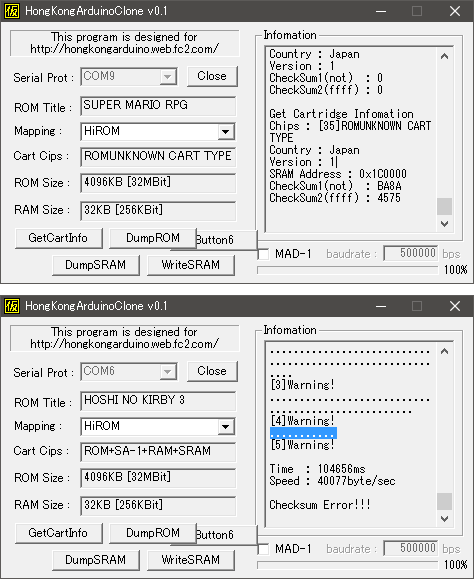 仮 HongKongArduinoClone v0.1
This program is designed for
http://hongkongarduino.web.fc2.com/
Serial Prot : COM9 Close
ROM Title : SUPER MARIO RPG
Mapping : HiROM
Cart Cips : ROMUNKNOWN CART TYPE
ROM Size : 4096KB [32MBit]
RAM Size : 32KB [256KBit]
GetCartInfo DumpROM Button6
DumpSRAM WriteSRAM
Infomation
Country : Japan
Version : 1
CheckSum1(not) : 0
CheckSum2(ffff) : 0
Get Cartridge Infomation
Chips : [35]ROMUNKNOWN CART
TYPE
Country : Japan
Version : 1
SRAM Address : 0x1C0000
CheckSum1(not) : BA8A
CheckSum2(ffff) : 4575
MAD-1 baudrate : 500000 bps
100%
仮 HongKongArduinoClone v0.1
This program is designed for
http://hongkongarduino.web.fc2.com/
Serial Prot : COM6 Close
ROM Title : HOSHI NO KIRBY 3
Mapping : HiROM
Cart Cips : ROM+SA-1+RAM+SRAM
ROM Size : 4096KB [32MBit]
RAM Size : 32KB [256KBit]
GetCartInfo DumpROM Button6
DumpSRAM WriteSRAM
Infomation
..............................
..............................
....
[3]Warning!
..............................
..........................
[4]Warning!
............
[5]Warning!
Time : 104656ms
Speed : 40077byte/sec
Checksum Error!!!
MAD-1 baudrate : 500000 bps
100%